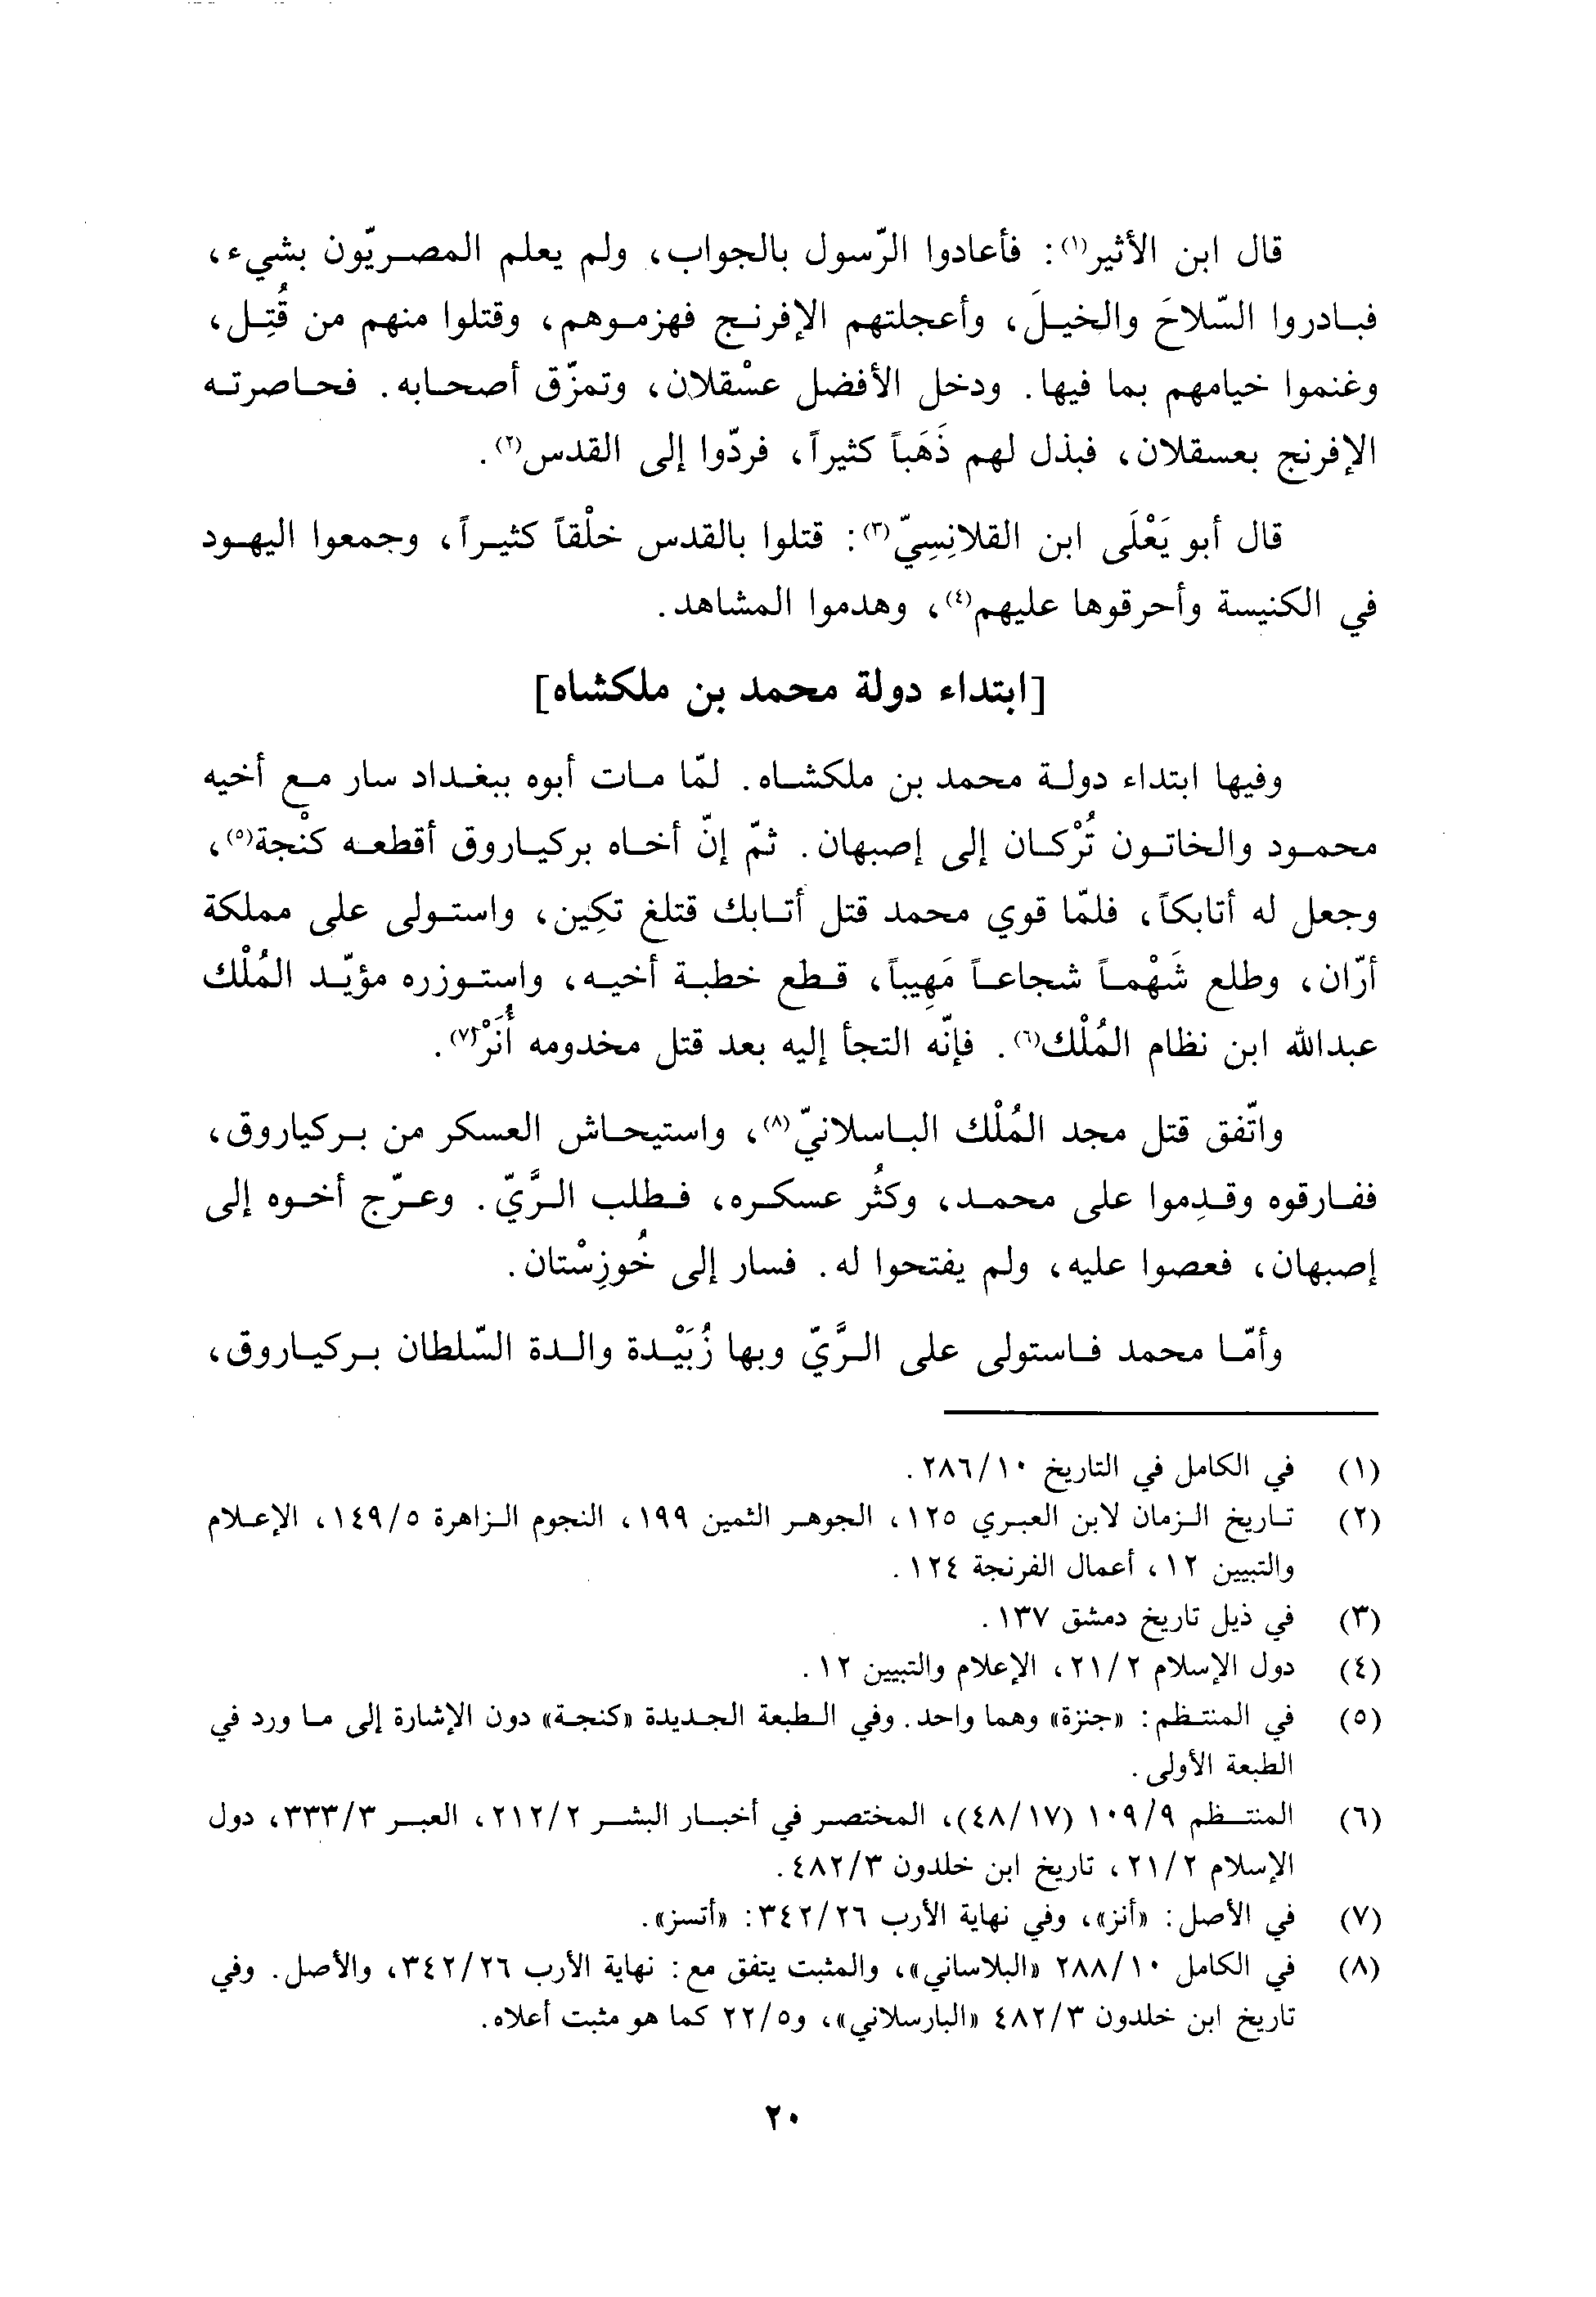 قال ابن الأثير(١): فأعادوا الرّسول بالجواب، ولم يعلم المصريّون بشيء،
فبادروا السّلاحَ والخيلَ، وأعجلتهم الإفرنج فهزموهم، وقتلوا منهم من قُتِل،
وغنموا خيامهم بما فيها. ودخل الأفضل عسْقلان، وتمزّق أصحابه. فحاصرته
الإفرنج بعسقلان، فبذل لهم ذَهَباً كثيراً، فردّوا إلى القدس(٢).
قال أبو يَعْلَى ابن القلانِسِيّ(٣): قتلوا بالقدس خلْقاً كثيراً، وجمعوا اليهود
في الكنيسة وأحرقوها عليهم(٤)، وهدموا المشاهد.
[ابتداء دولة محمد بن ملكشاه]
وفيها ابتداء دولة محمد بن ملكشاه. لمّا مات أبوه ببغداد سار مع أخيه
محمود والخاتون تُرْكان إلى إصبهان. ثمّ إنّ أخاه بركياروق أقطعه كنْجة(٥)،
وجعل له أتابكاً، فلمّا قوي محمد قتل أتابك قتلغ تكِين، واستولى على مملكة
أرّان، وطلع شَهْماً شجاعاً مَهِيباً، قطع خطبة أخيه، واستوزره مؤيّد المُلْك
عبدالله ابن نظام المُلْك(٦). فإنّه التجأ إليه بعد قتل مخدومه أُنَرْ(٧).
واتّفق قتل مجد المُلْك الباسلانيّ(٨)، واستيحاش العسكر من بركياروق،
ففارقوه وقدِموا على محمد، وكثُر عسكره، فطلب الرَّيّ. وعرّج أخوه إلى
إصبهان، فعصوا عليه، ولم يفتحوا له. فسار إلى خُوزِسْتان.
وأمّا محمد فاستولى على الرَّيّ وبها زُبَيْدة والدة السّلطان بركياروق،
(١) في الكامل في التاريخ ٢٨٦/١٠.
(٢) تاريخ الزمان لابن العبري ١٢٥، الجوهر الثمين ١٩٩، النجوم الزاهرة ١٤٩/٥، الإعلام
والتبيين ١٢، أعمال الفرنجة ١٢٤.
(٣) في ذيل تاريخ دمشق ١٣٧.
(٤) دول الإسلام ٢١/٢، الإعلام والتبيين ١٢.
(٥) في المنتظم: «جنزة» وهما واحد. وفي الطبعة الجديدة «كنجة» دون الإشارة إلى ما ورد في
الطبعة الأولى.
(٦) المنتظم ١٠٩/٩ (٤٨/١٧)، المختصر في أخبار البشر ٢١٢/٢، العبر ٣٣٣/٣، دول
الإسلام ٢١/٢، تاريخ ابن خلدون ٤٨٢/٣.
(٧) في الأصل: «أنز»، وفي نهاية الأرب ٣٤٢/٢٦: «أتسز».
(٨) في الكامل ٢٨٨/١٠ «البلاساني»، والمثبت يتفق مع: نهاية الأرب ٣٤٢/٢٦، والأصل. وفي
تاريخ ابن خلدون ٤٨٢/٣ «البارسلاني»، و٢٢/٥ كما هو مثبت أعلاه.
٢٠